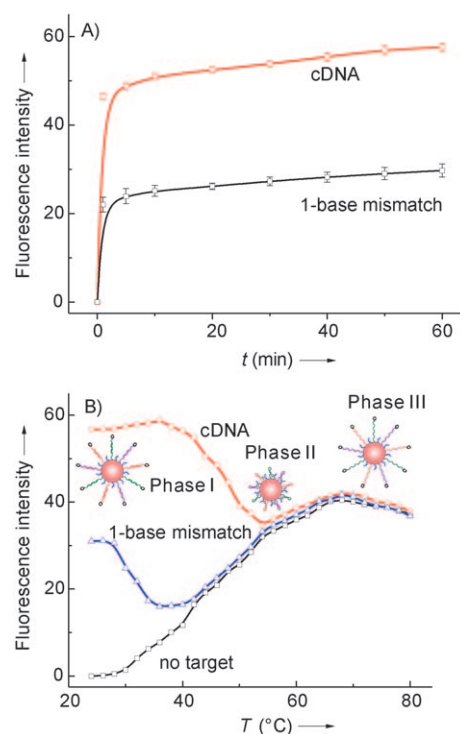 A)
60
40
20
0
Fluorescence intensity
cDNA
1-base mismatch
0 20 40 60
t (min)
B)
60
40
20
0
Fluorescence intensity
cDNA
Phase I
Phase II
Phase III
1-base mismatch
no target
20 40 60 80
T (°C)